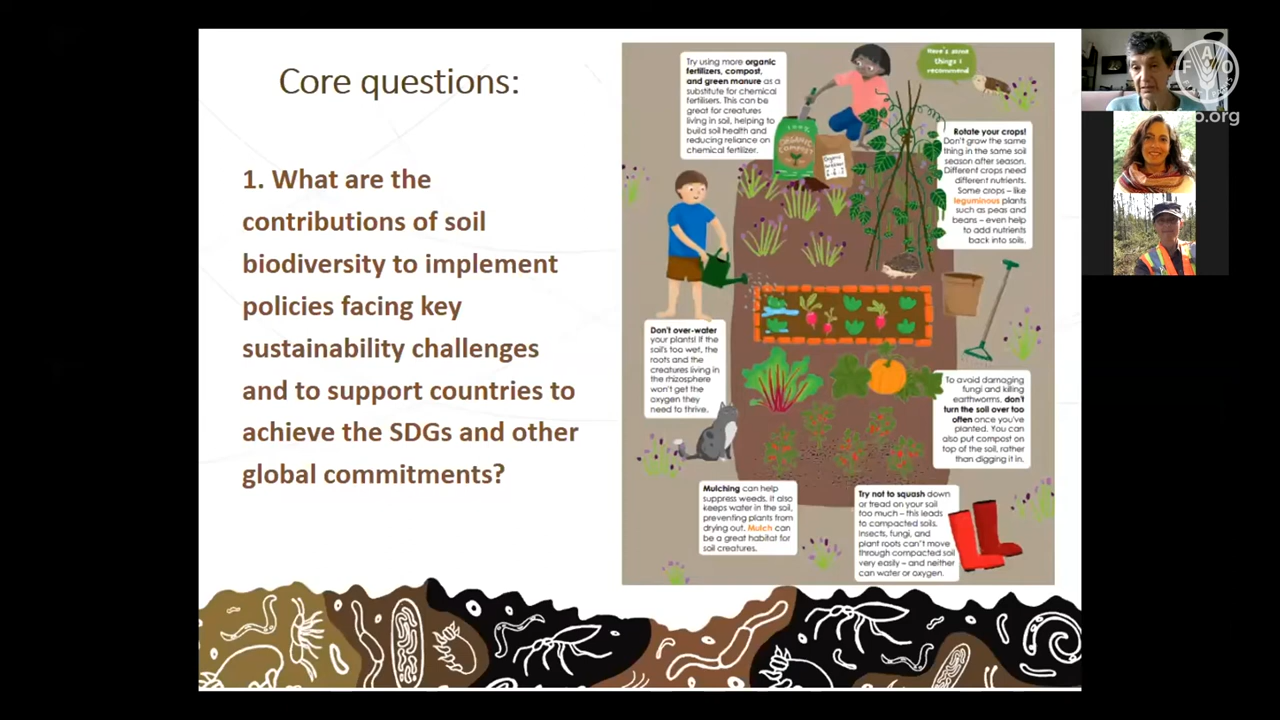 Core questions:
1. What are the
contributions of soil
biodiversity to implement
policies facing key
sustainability challenges
and to support countries to
achieve the SDGs and other
global commitments?
Try using more organic
fertilizers, compost,
and green manure as a
substitute for chemical
fertilisers. This can be
great for creatures
living in soil, helping to
build soil health and
reducing reliance on
chemical fertilizer.
Here's some
things I
recommend
100%
ORGANIC
COMPOST
Organic
Rotate your crops!
Don't grow the same
thing in the same soil
season after season.
Different crops need
different nutrients.
Some crops – like
leguminous plants
such as peas and
beans – even help
to add nutrients
back into soils.
Don't over-water
your plants! If the
soil's too wet, the
roots and the
creatures living in
the rhizosphere
won't get the
oxygen they
need to thrive.
To avoid damaging
fungi and killing
earthworms, don't
turn the soil over too
often once you've
planted. You can
also put compost on
top of the soil, rather
than digging it in.
Mulching can help
suppress weeds. It also
keeps water in the soil,
preventing plants from
drying out. Mulch can
be a great habitat for
soil creatures.
Try not to squash down
or tread on your soil
too much – this leads
to compacted soils.
Insects, fungi, and
plant roots can't move
through compacted soil
very easily – and neither
can water or oxygen.
F A O
.org